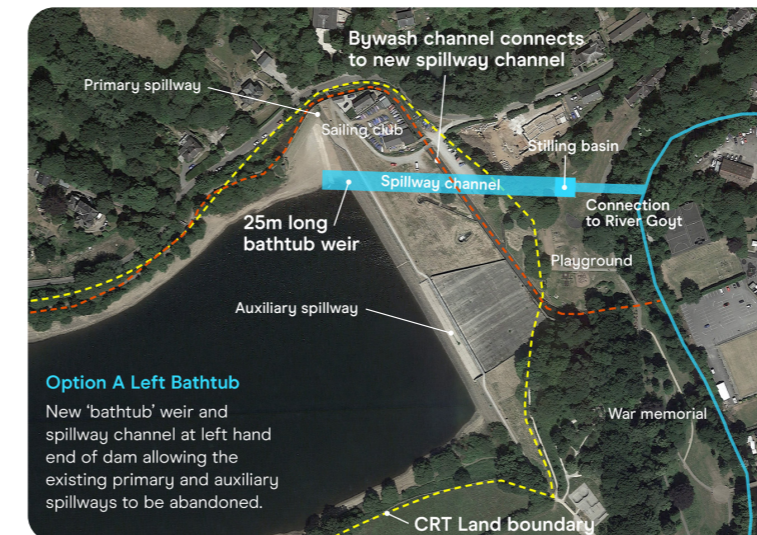 Bywash channel connects
to new spillway channel
Primary spillway
Sailing club
Stilling basin
Spillway channel
Connection
to River Goyt
25m long
bathtub weir
Playground
Auxiliary spillway
Option A Left Bathtub
New ‘bathtub’ weir and
spillway channel at left hand
end of dam allowing the
existing primary and auxiliary
spillways to be abandoned.
War memorial
CRT Land boundary